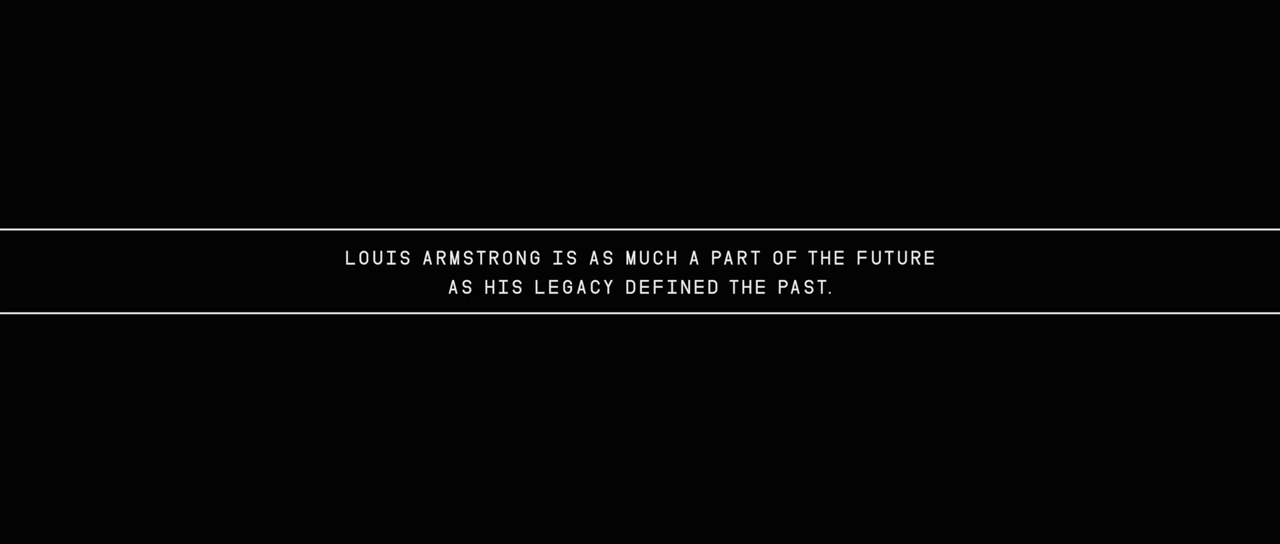 LOUIS ARMSTRONG IS AS MUCH A PART OF THE FUTURE
AS HIS LEGACY DEFINED THE PAST.